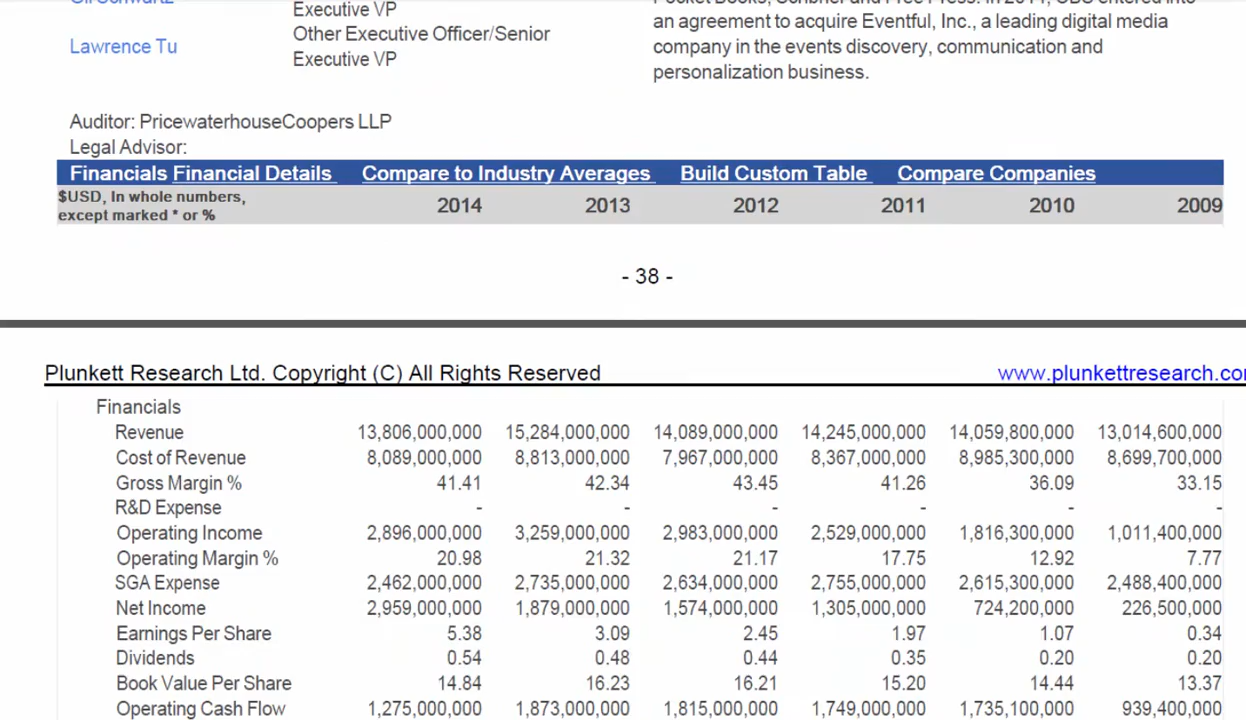 Executive VP
Other Executive Officer/Senior
Lawrence Tu
Executive VP
an agreement to acquire Eventful, Inc., a leading digital media
company in the events discovery, communication and
personalization business.
Auditor: PricewaterhouseCoopers LLP
Legal Advisor:
Financials Financial Details Compare to Industry Averages Build Custom Table Compare Companies
$USD, In whole numbers,
except marked * or % 2014 2013 2012 2011 2010 2009
- 38 -
Plunkett Research Ltd. Copyright (C) All Rights Reserved www.plunkettresearch.co
Financials
Revenue 13,806,000,000 15,284,000,000 14,089,000,000 14,245,000,000 14,059,800,000 13,014,600,000
Cost of Revenue 8,089,000,000 8,813,000,000 7,967,000,000 8,367,000,000 8,985,300,000 8,699,700,000
Gross Margin % 41.41 42.34 43.45 41.26 36.09 33.15
R&D Expense - - - - - -
Operating Income 2,896,000,000 3,259,000,000 2,983,000,000 2,529,000,000 1,816,300,000 1,011,400,000
Operating Margin % 20.98 21.32 21.17 17.75 12.92 7.77
SGA Expense 2,462,000,000 2,735,000,000 2,634,000,000 2,755,000,000 2,615,300,000 2,488,400,000
Net Income 2,959,000,000 1,879,000,000 1,574,000,000 1,305,000,000 724,200,000 226,500,000
Earnings Per Share 5.38 3.09 2.45 1.97 1.07 0.34
Dividends 0.54 0.48 0.44 0.35 0.20 0.20
Book Value Per Share 14.84 16.23 16.21 15.20 14.44 13.37
Operating Cash Flow 1,275,000,000 1,873,000,000 1,815,000,000 1,749,000,000 1,735,100,000 939,400,000